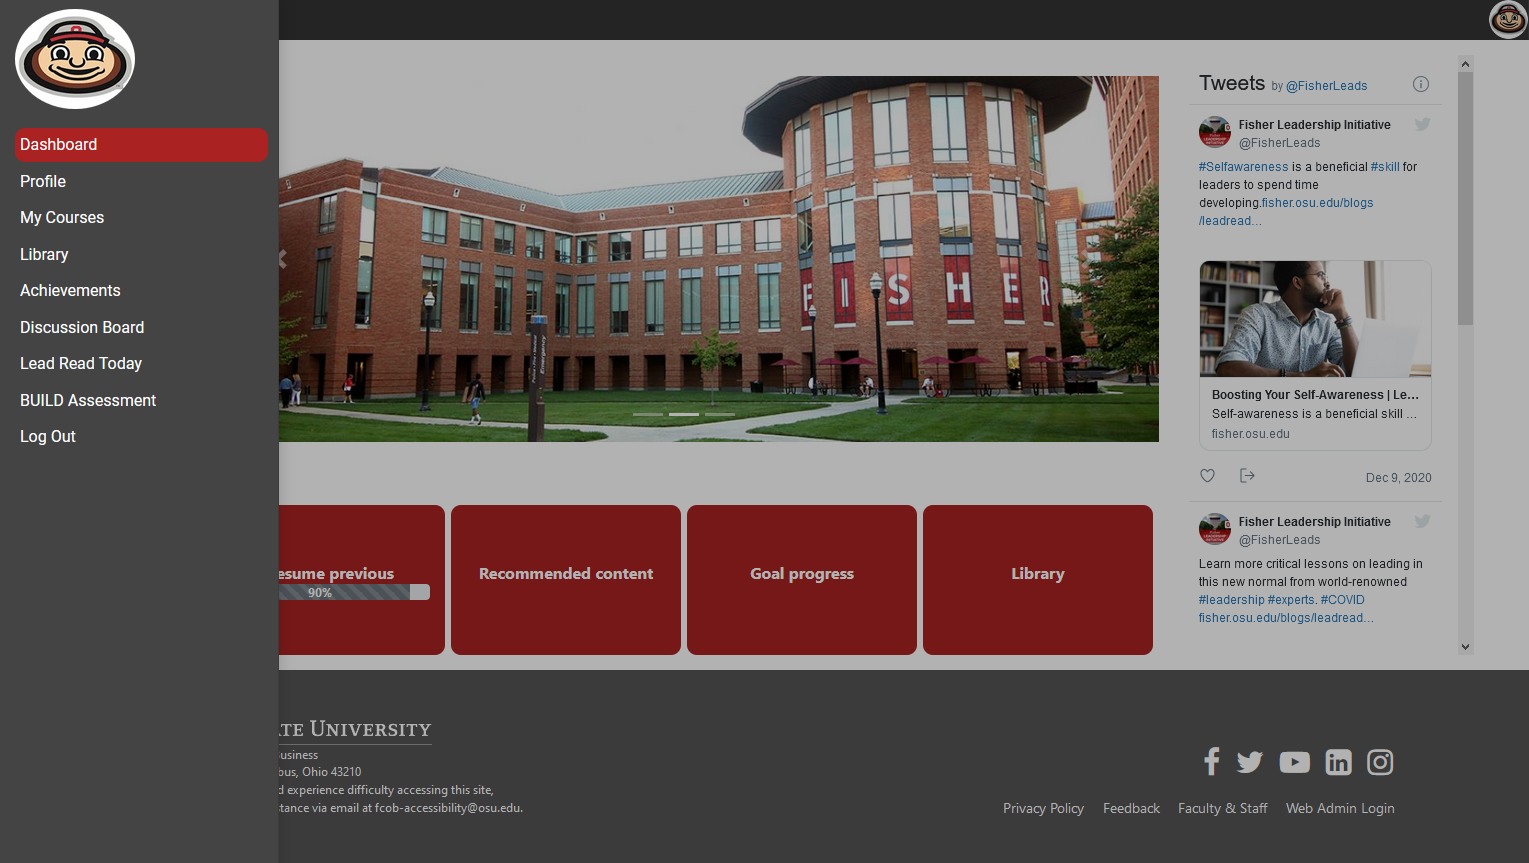 Dashboard
Profile
My Courses
Library
Achievements
Discussion Board
Lead Read Today
BUILD Assessment
Log Out
FISHER
Emergency
esume previous
90%
Recommended content
Goal progress
Library
Tweets by @FisherLeads
Fisher Leadership Initiative
@FisherLeads
#Selfawareness is a beneficial #skill for
leaders to spend time
developing.fisher.osu.edu/blogs
/leadread…
Boosting Your Self-Awareness | Le...
Self-awareness is a beneficial skill ...
fisher.osu.edu
Dec 9, 2020
Fisher Leadership Initiative
@FisherLeads
Learn more critical lessons on leading in
this new normal from world-renowned
#leadership #experts. #COVID
fisher.osu.edu/blogs/leadread…
TE UNIVERSITY
usiness
bus, Ohio 43210
d experience difficulty accessing this site,
tance via email at fcob-accessibility@osu.edu.
Privacy Policy
Feedback
Faculty & Staff
Web Admin Login